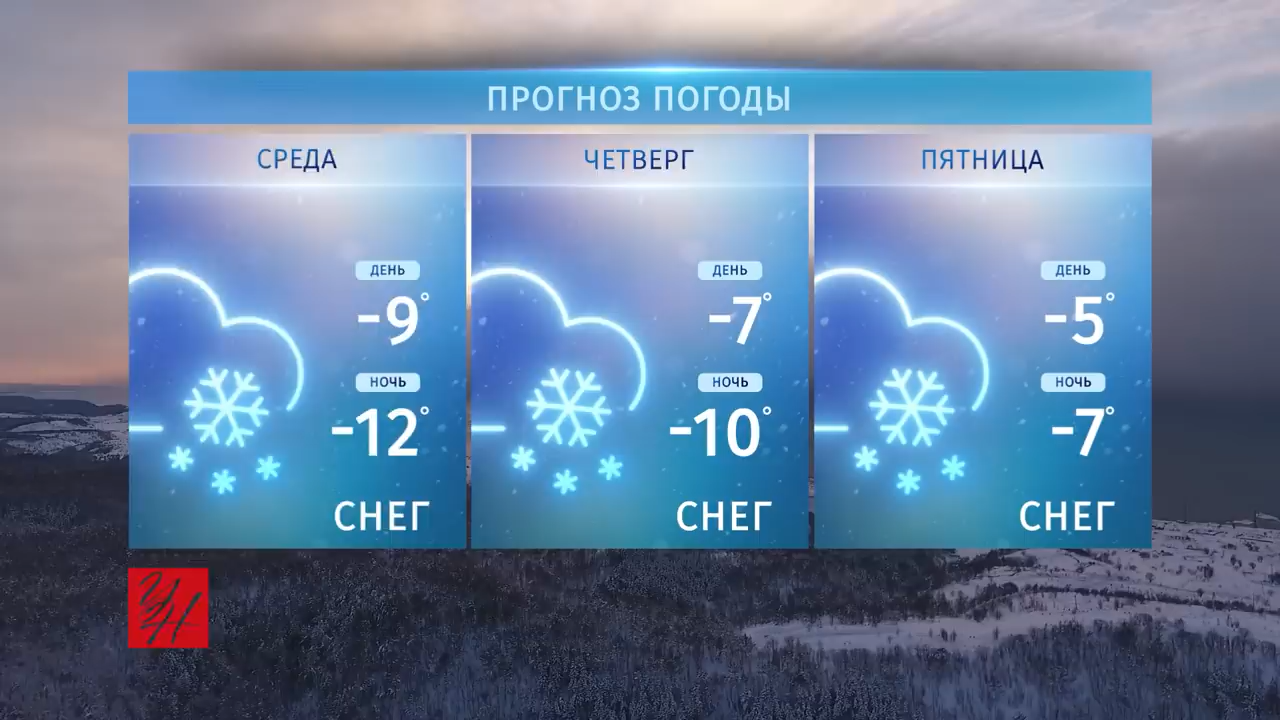 ПРОГНОЗ ПОГОДЫ
СРЕДА
ДЕНЬ
-9°
НОЧЬ
-12°
СНЕГ
ЧЕТВЕРГ
ДЕНЬ
-7°
НОЧЬ
-10°
СНЕГ
ПЯТНИЦА
ДЕНЬ
-5°
НОЧЬ
-7°
СНЕГ
УН